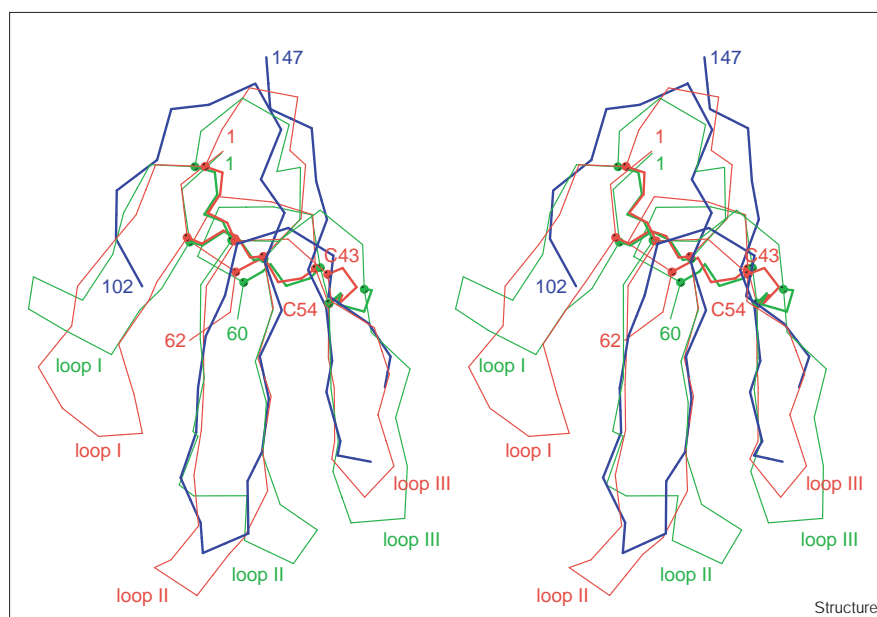 147
1
1
C43
102
C54
62
60
loop I
loop I
loop III
loop III
loop II
loop II
147
1
1
C43
102
C54
62
60
loop I
loop I
loop III
loop III
loop II
loop II
Structure